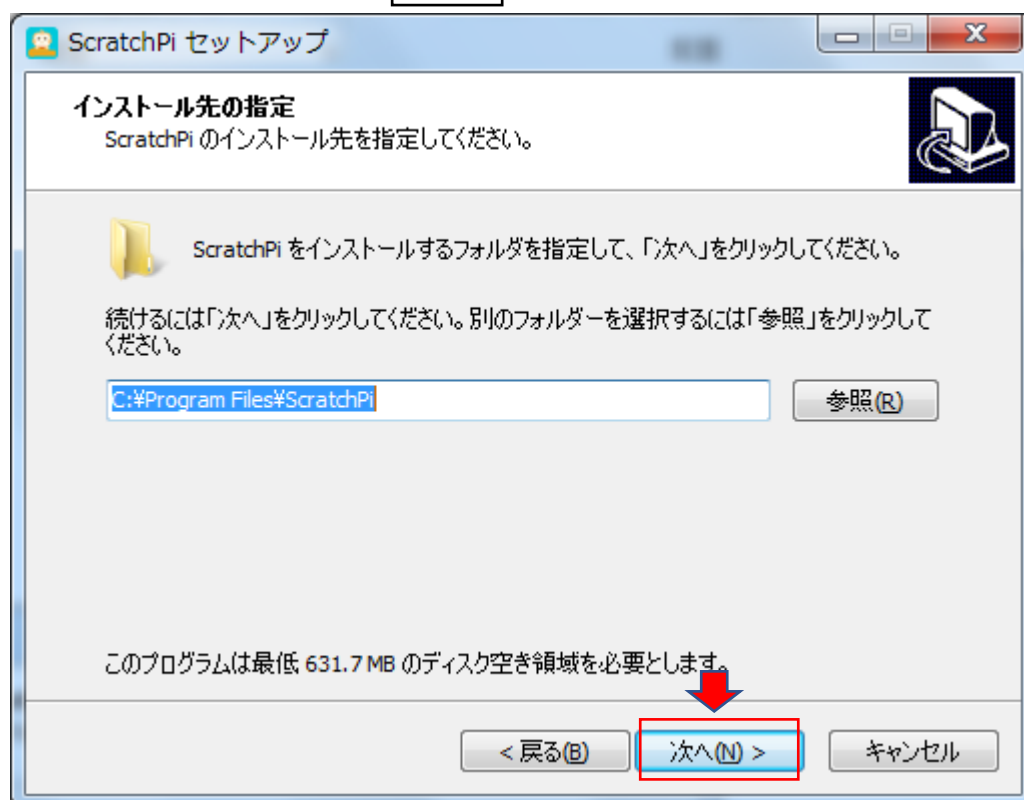 ScratchPi セットアップ
インストール先の指定
ScratchPi のインストール先を指定してください。
ScratchPi をインストールするフォルダを指定して、「次へ」をクリックしてください。
続けるには「次へ」をクリックしてください。別のフォルダーを選択するには「参照」をクリックして
ください。
C:¥Program Files¥ScratchPi
参照(R)
このプログラムは最低 631.7 MB のディスク空き領域を必要とします。
< 戻る(B)
次へ(N) >
キャンセル